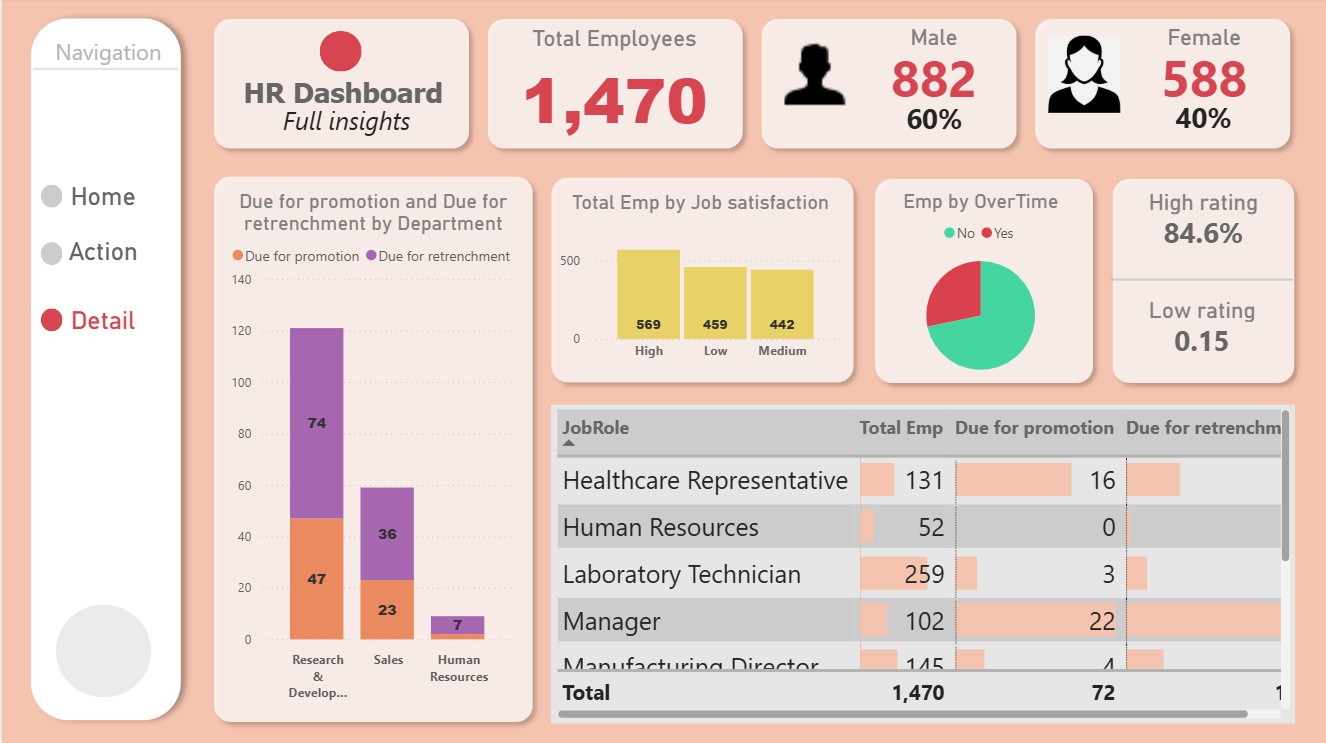 Navigation
Home
Action
Detail
HR Dashboard
Full insights
Total Employees
1,470
Male
882
60%
Female
588
40%
Due for promotion and Due for
retrenchment by Department
Due for promotion Due for retrenchment
140
120
100
80
60
40
20
0
74
47
36
23
7
Research
&
Develop...
Sales
Human
Resources
Total Emp by Job satisfaction
500
0
569 459 442
High Low Medium
Emp by OverTime
No Yes
High rating
84.6%
Low rating
0.15
JobRole Total Emp Due for promotion Due for retrenchm
Healthcare Representative 131 16
Human Resources 52 0
Laboratory Technician 259 3
Manager 102 22
Manufacturing Director 145 4
Total 1,470 72 1